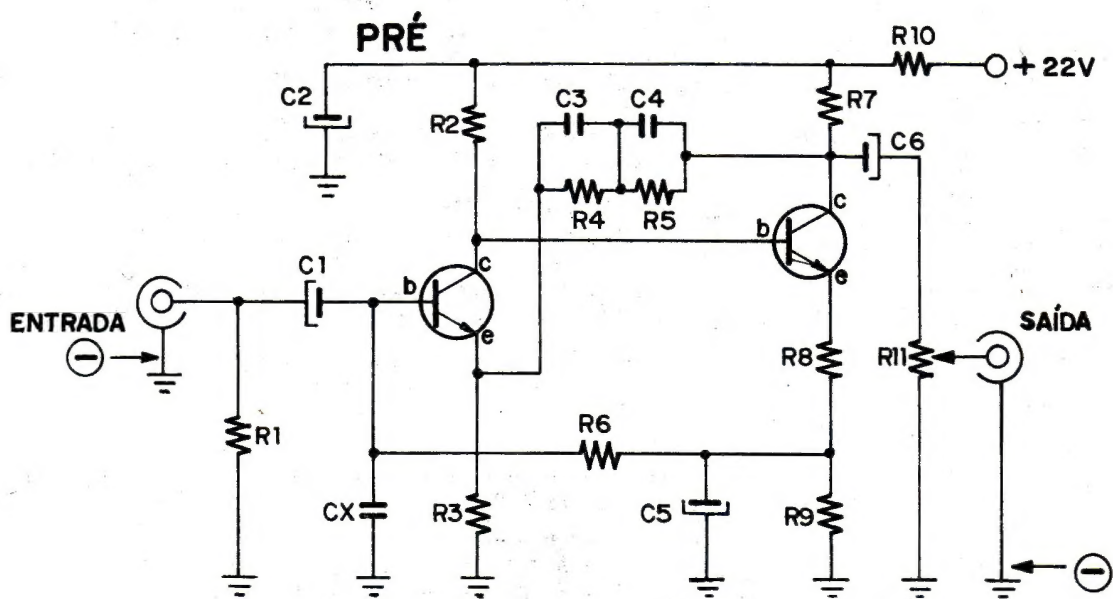 PRÉ
R10
+ 22V
C2
R2
C3
C4
R7
C6
R4
R5
c
b
e
C1
b
c
e
ENTRADA
−
SAÍDA
R8
R11
R1
R6
CX
R3
C5
R9
−